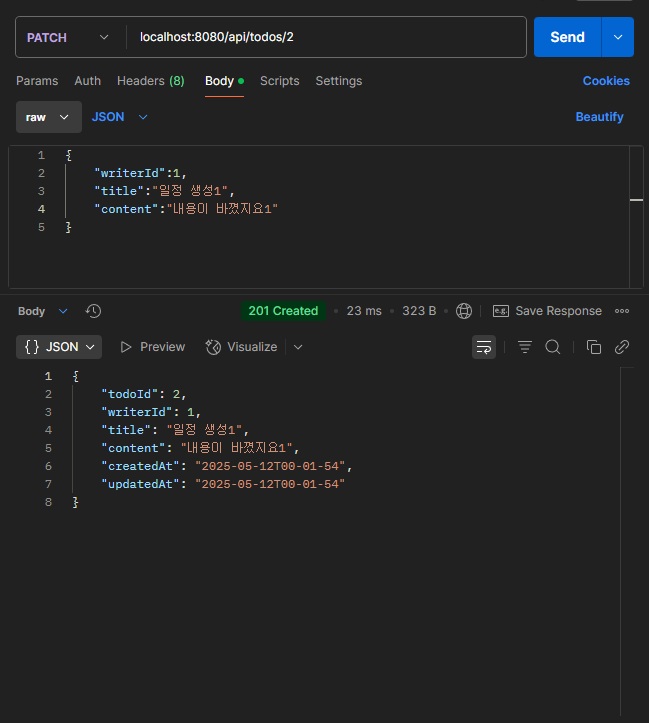 PATCH localhost:8080/api/todos/2 Send
Params Auth Headers (8) Body Scripts Settings Cookies
raw JSON Beautify
1 {
2 "writerId":1,
3 "title":"일정 생성1",
4 "content":"내용이 바꼈지요1"
5 }
Body 201 Created 23 ms 323 B e.g. Save Response
{} JSON Preview Visualize
1 {
2 "todoId": 2,
3 "writerId": 1,
4 "title": "일정 생성1",
5 "content": "내용이 바꼈지요1",
6 "createdAt": "2025-05-12T00-01-54",
7 "updatedAt": "2025-05-12T00-01-54"
8 }